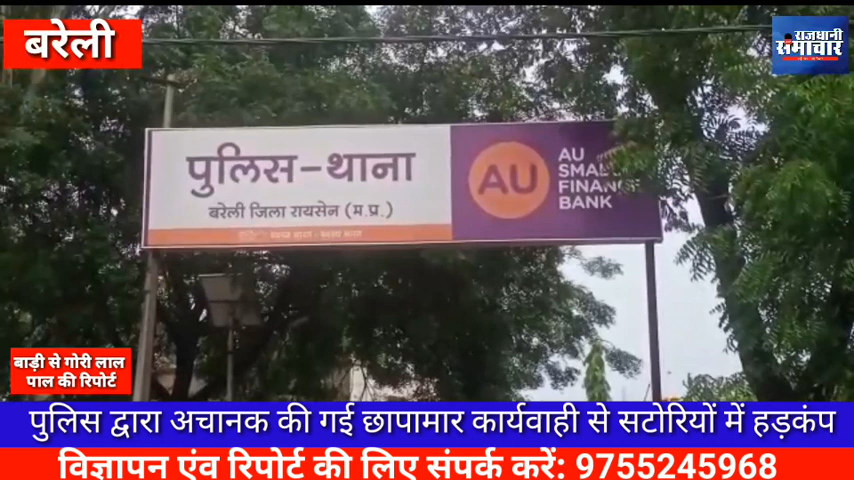 बरेली
राजधानी
समाचार
पुलिस-थाना
बरेली जिला रायसेन (म.प्र.)
AU
AU
SMALL
FINANCE
BANK
बाड़ी से गोरी लाल
पाल की रिपोर्ट
पुलिस द्वारा अचानक की गई छापामार कार्यवाही से सटोरियों में हड़कंप
विज्ञापन एंव रिपोर्ट की लिए संपर्क करें: 9755245968